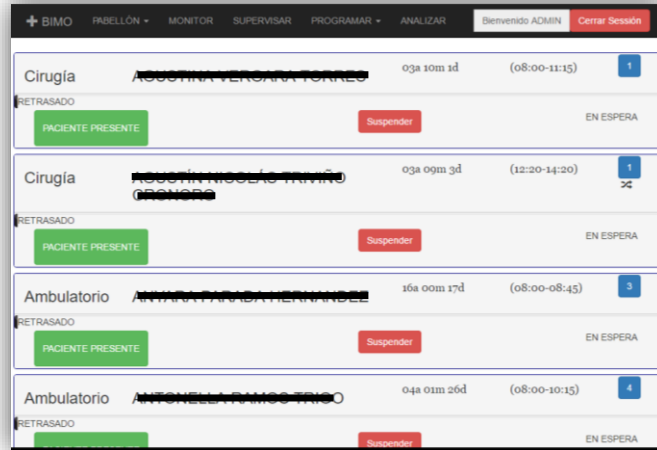 BIMO PABELLÓN MONITOR SUPERVISAR PROGRAMAR ANALIZAR Bienvenido ADMIN Cerrar Sessión
Cirugía 03a 10m 1d (08:00-11:15) 1
RETRASADO
PACIENTE PRESENTE Suspender EN ESPERA
Cirugía 03a 09m 3d (12:20-14:20) 1
RETRASADO
PACIENTE PRESENTE Suspender EN ESPERA
Ambulatorio 16a 00m 17d (08:00-08:45) 3
RETRASADO
PACIENTE PRESENTE Suspender EN ESPERA
Ambulatorio 04a 01m 26d (08:00-10:15) 4
RETRASADO
PACIENTE PRESENTE Suspender EN ESPERA